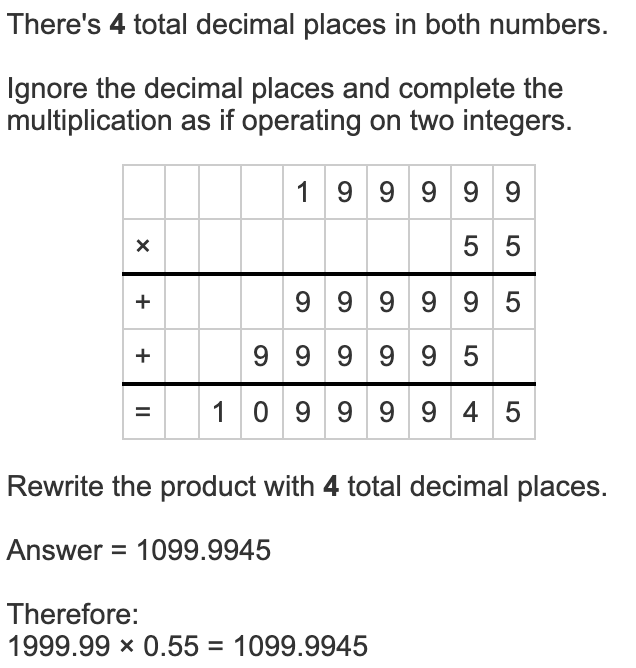 There's 4 total decimal places in both numbers.
Ignore the decimal places and complete the
multiplication as if operating on two integers.
1 9 9 9 9 9
× 5 5
+ 9 9 9 9 9 5
+ 9 9 9 9 9 5
= 1 0 9 9 9 9 4 5
Rewrite the product with 4 total decimal places.
Answer = 1099.9945
Therefore:
1999.99 × 0.55 = 1099.9945